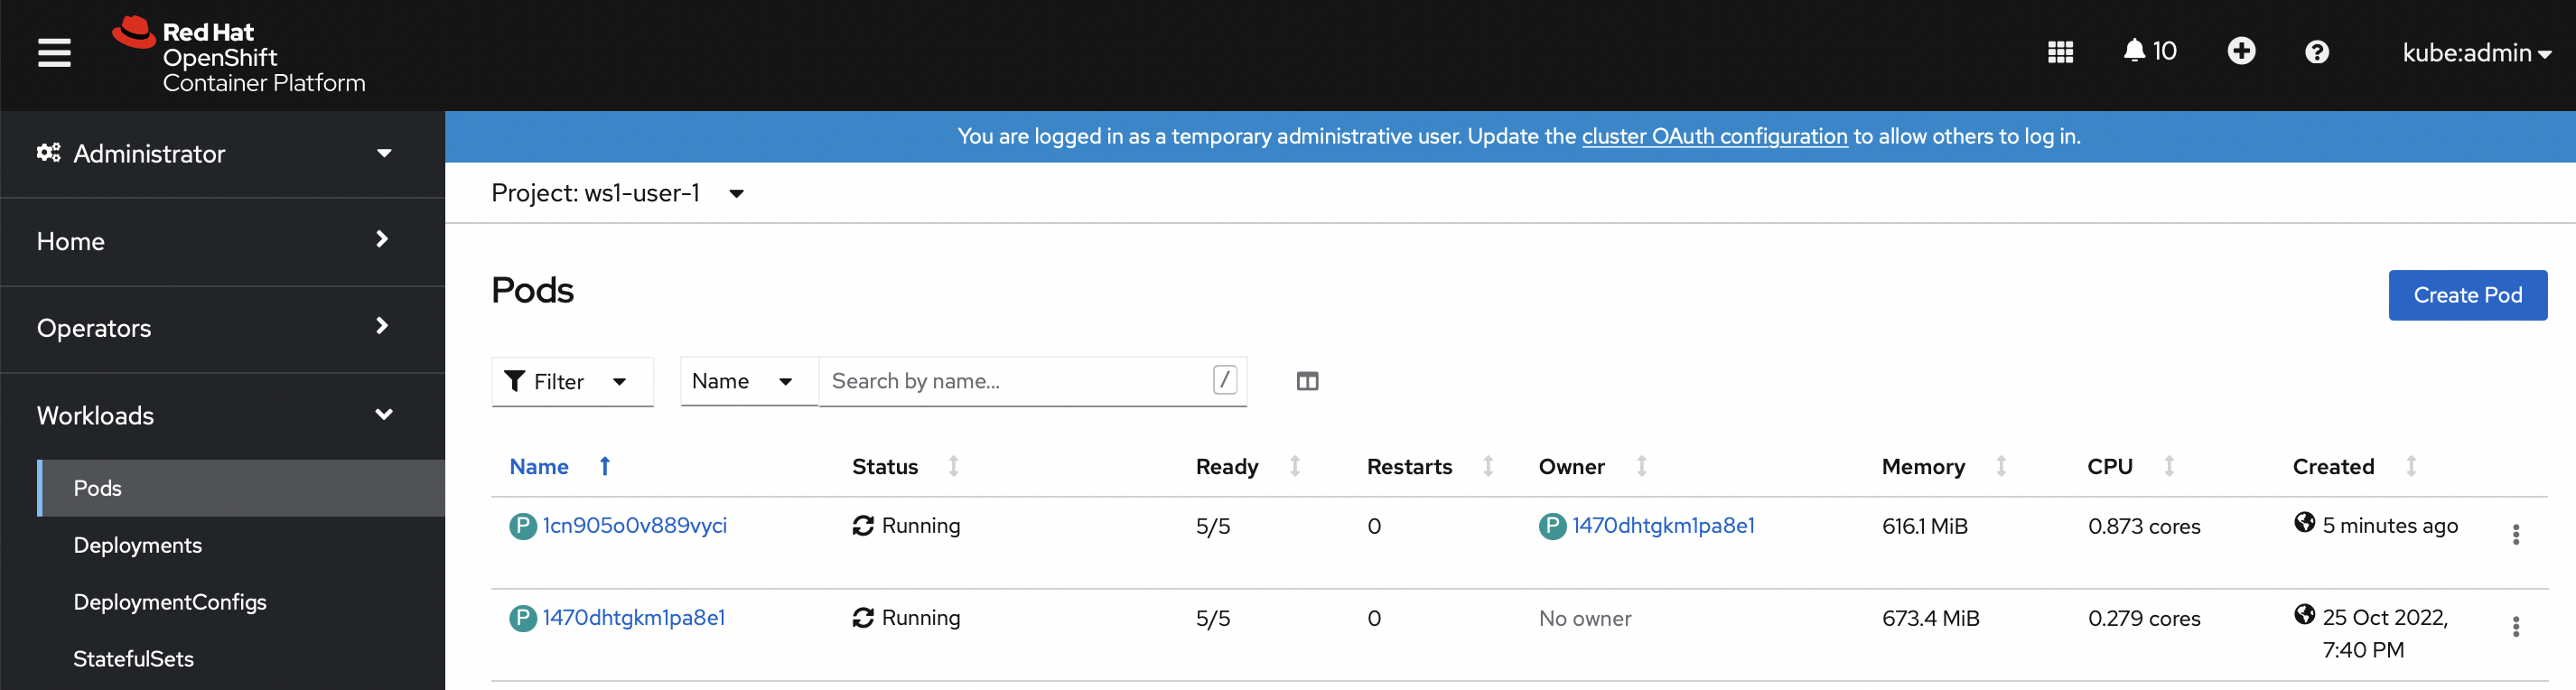 Red Hat
OpenShift
Container Platform
10
kube:admin
Administrator
You are logged in as a temporary administrative user. Update the cluster OAuth configuration to allow others to log in.
Project: ws1-user-1
Home
Pods
Create Pod
Operators
Filter
Name
Search by name...
/
Workloads
Name Status Ready Restarts Owner Memory CPU Created
Pods
P 1cn905o0v889vyci Running 5/5 0 P 1470dhtgkm1pa8e1 616.1 MiB 0.873 cores 5 minutes ago
Deployments
DeploymentConfigs
P 1470dhtgkm1pa8e1 Running 5/5 0 No owner 673.4 MiB 0.279 cores 25 Oct 2022,
7:40 PM
StatefulSets